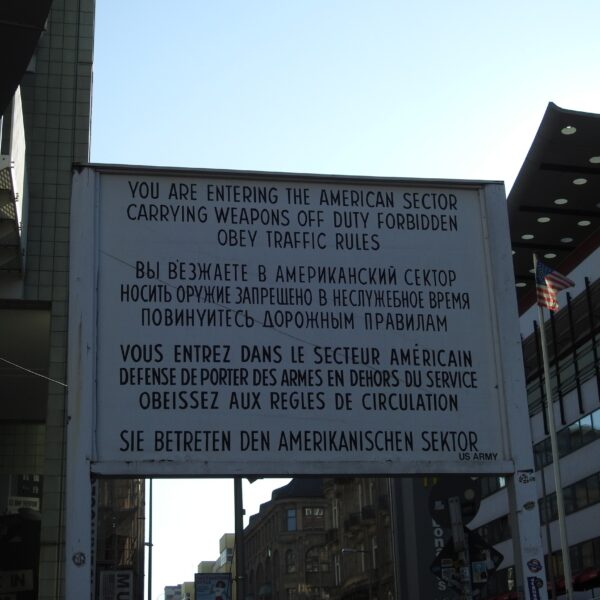 YOU ARE ENTERING THE AMERICAN SECTOR
CARRYING WEAPONS OFF DUTY FORBIDDEN
OBEY TRAFFIC RULES
ВЫ В'ЕЗЖАЕТЕ В АМЕРИКАНСКИЙ СЕКТОР
НОСИТЬ ОРУЖИЕ ЗАПРЕЩЕНО В НЕСЛУЖЕБНОЕ ВРЕМЯ
ПОВИНУИТЕСЬ ДОРОЖНЫМ ПРАВИЛАМ
VOUS ENTREZ DANS LE SECTEUR AMÉRICAIN
DEFENSE DE PORTER DES ARMES EN DEHORS DU SERVICE
OBEISSEZ AUX REGLES DE CIRCULATION
SIE BETRETEN DEN AMERIKANISCHEN SEKTOR
US ARMY